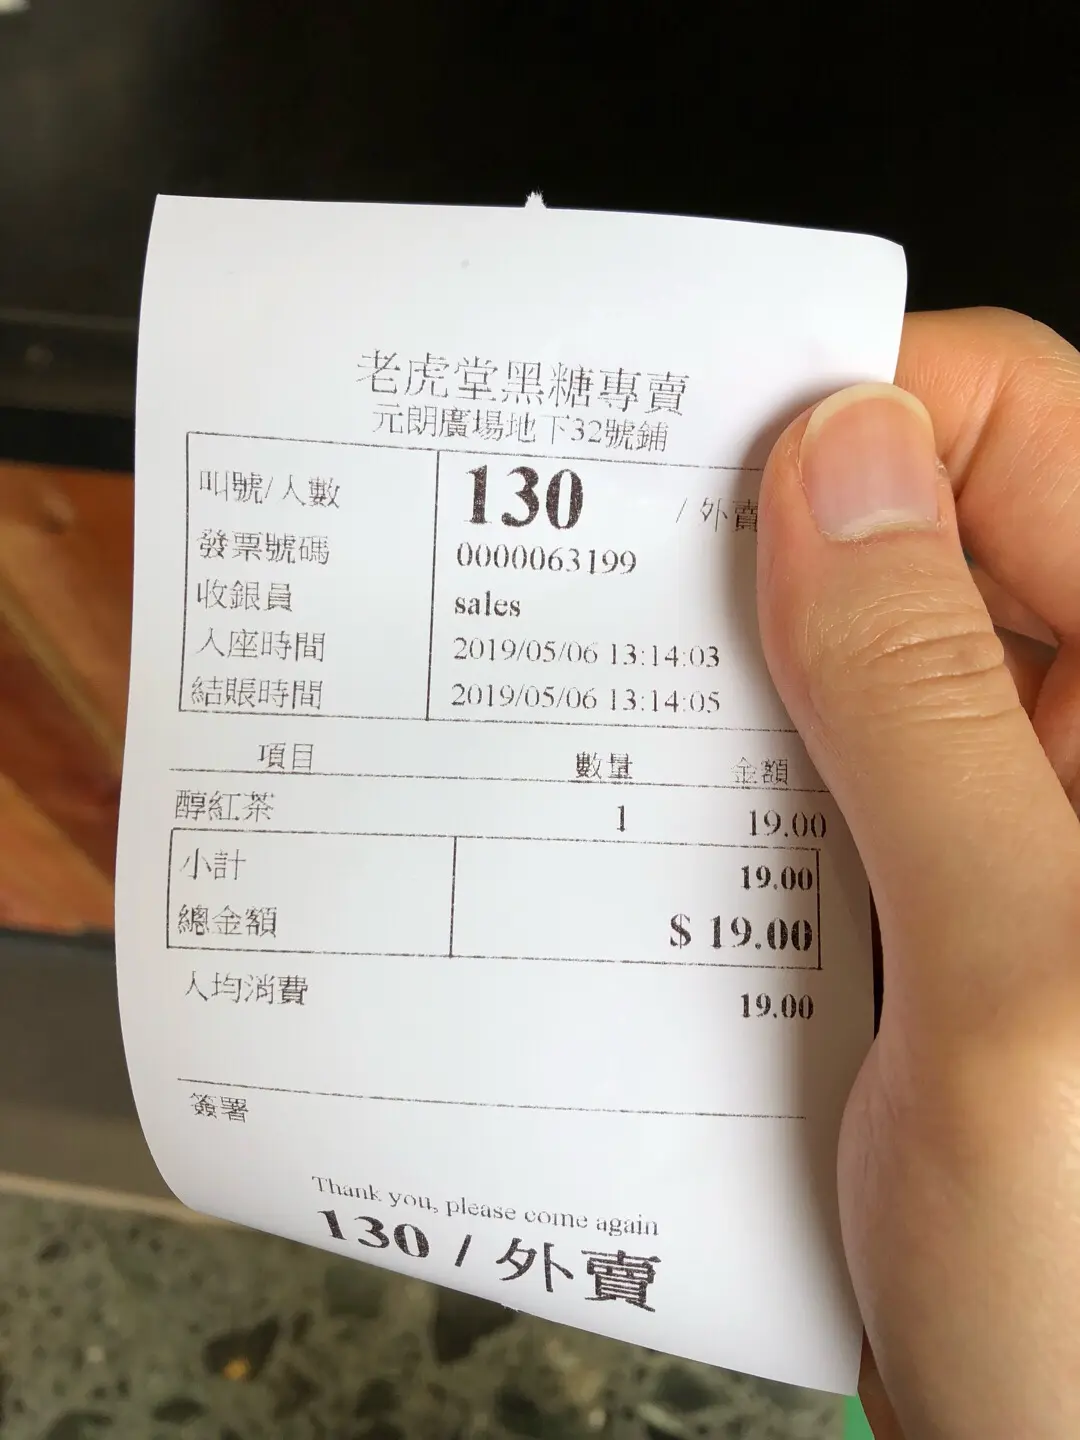 老虎堂黑糖專賣
元朗廣場地下32號鋪
叫號/人數 130 / 外賣
發票號碼 0000063199
收銀員 sales
入座時間 2019/05/06 13:14:03
結賬時間 2019/05/06 13:14:05
項目 數量 金額
醇紅茶 1 19.00
小計 19.00
總金額 $ 19.00
人均消費 19.00
簽署
Thank you, please come again
130 / 外賣